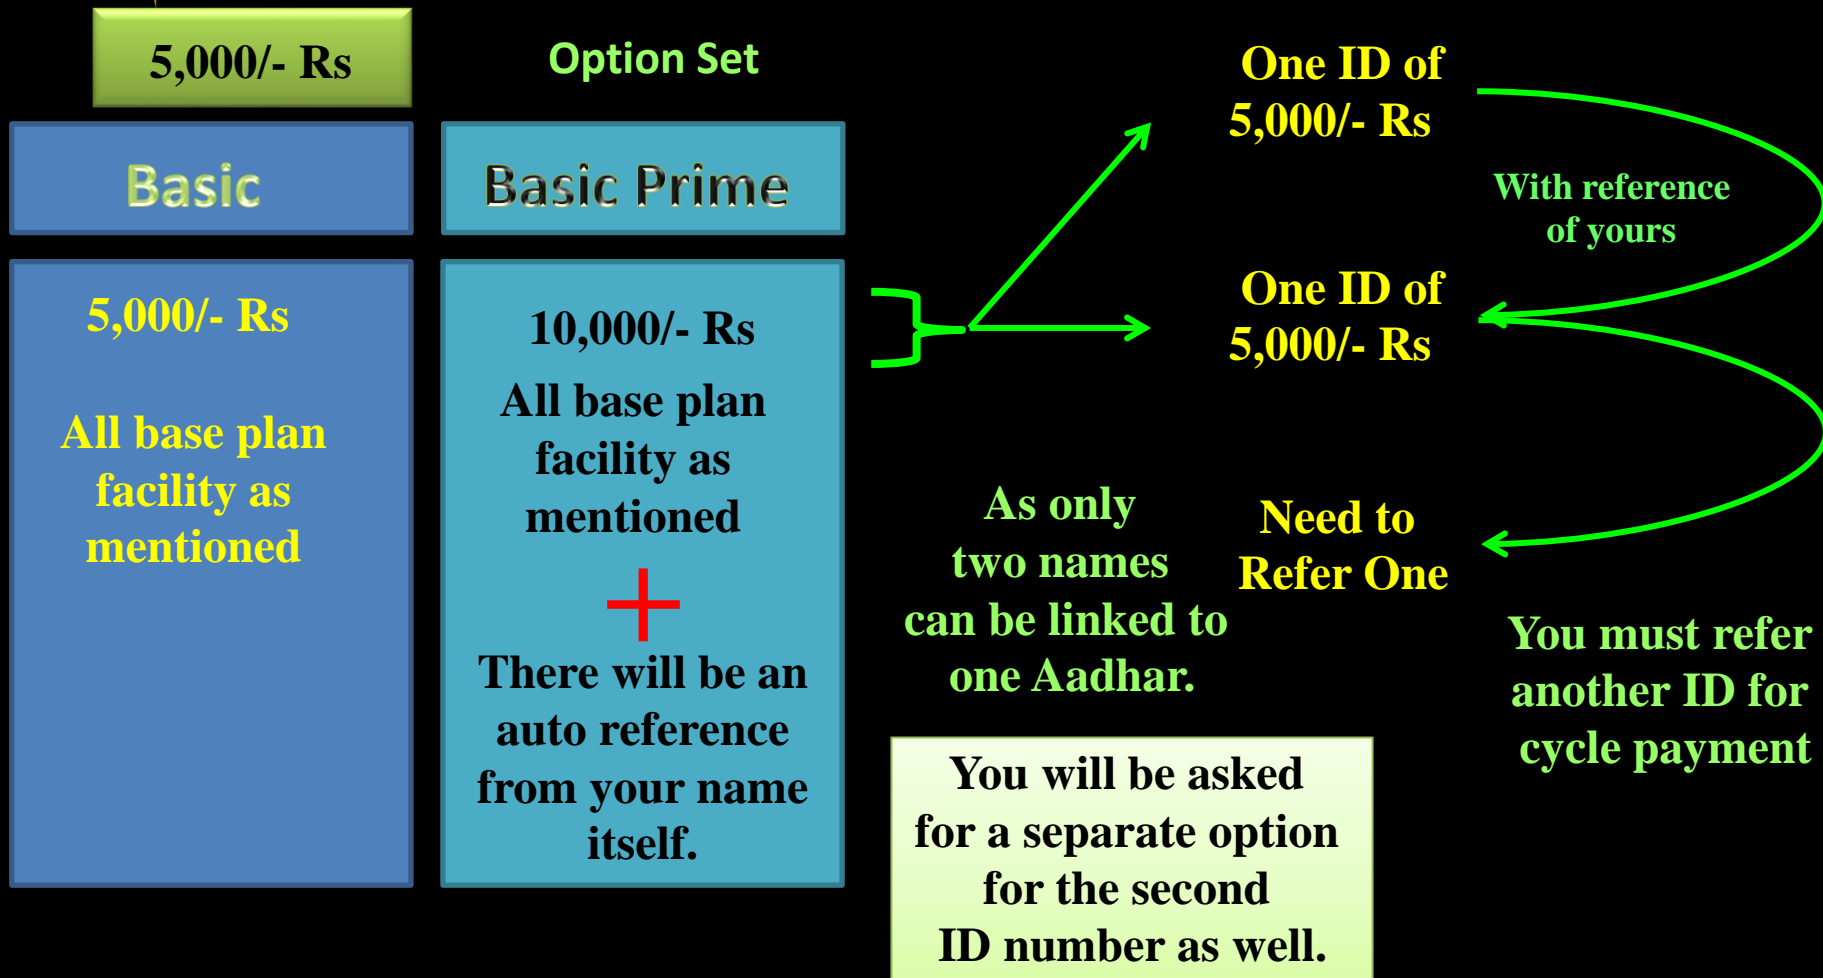 5,000/- Rs
Option Set
Basic
Basic Prime
5,000/- Rs
All base plan
facility as
mentioned
10,000/- Rs
All base plan
facility as
mentioned
+
There will be an
auto reference
from your name
itself.
One ID of
5,000/- Rs
With reference
of yours
One ID of
5,000/- Rs
As only
two names
can be linked to
one Aadhar.
Need to
Refer One
You must refer
another ID for
cycle payment
You will be asked
for a separate option
for the second
ID number as well.